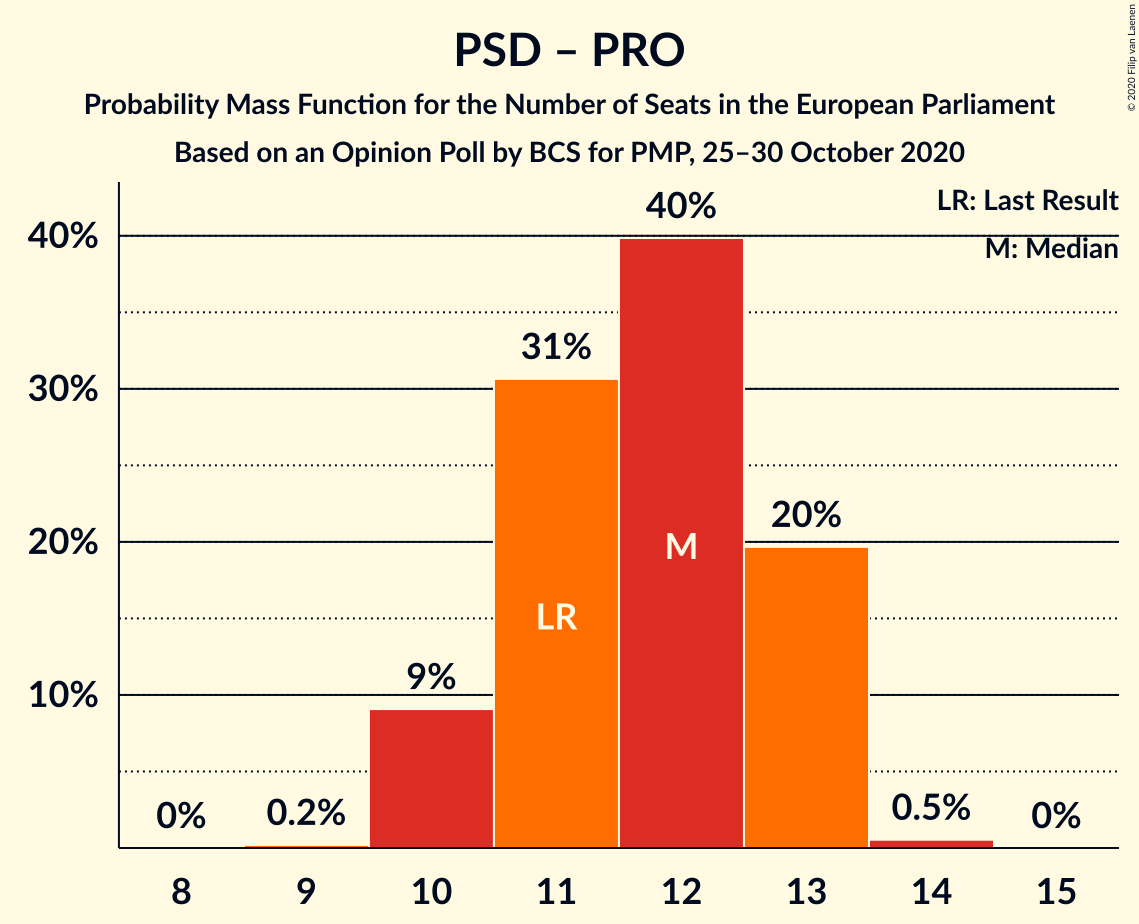 PSD – PRO
Probability Mass Function for the Number of Seats in the European Parliament
Based on an Opinion Poll by BCS for PMP, 25–30 October 2020
© 2020 Filip van Laenen
LR: Last Result
M: Median
40%
30%
20%
10%
0%
0.2%
9%
31%
40%
20%
0.5%
0%
LR
M
8 9 10 11 12 13 14 15